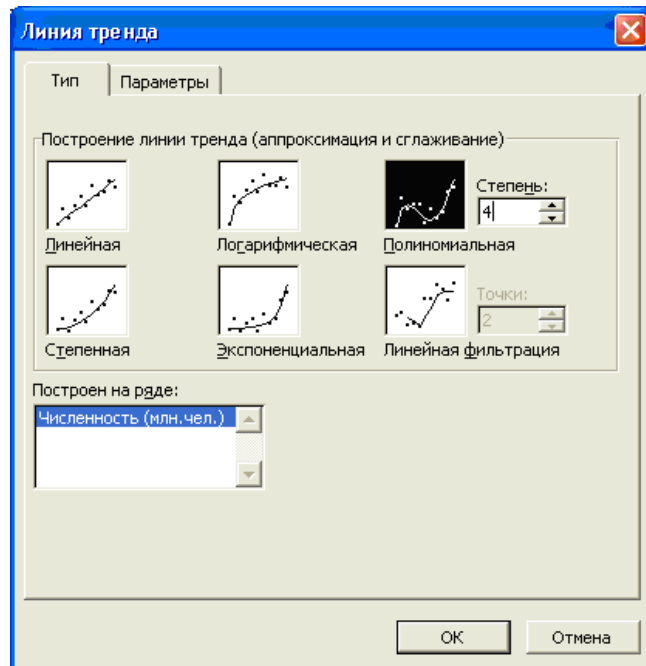 Линия тренда
Тип Параметры
Построение линии тренда (аппроксимация и сглаживание)
Степень:
4
Линейная Логарифмическая Полиномиальная
Точки:
2
Степенная Экспоненциальная Линейная фильтрация
Построен на ряде:
Численность (млн.чел.)
ОК Отмена